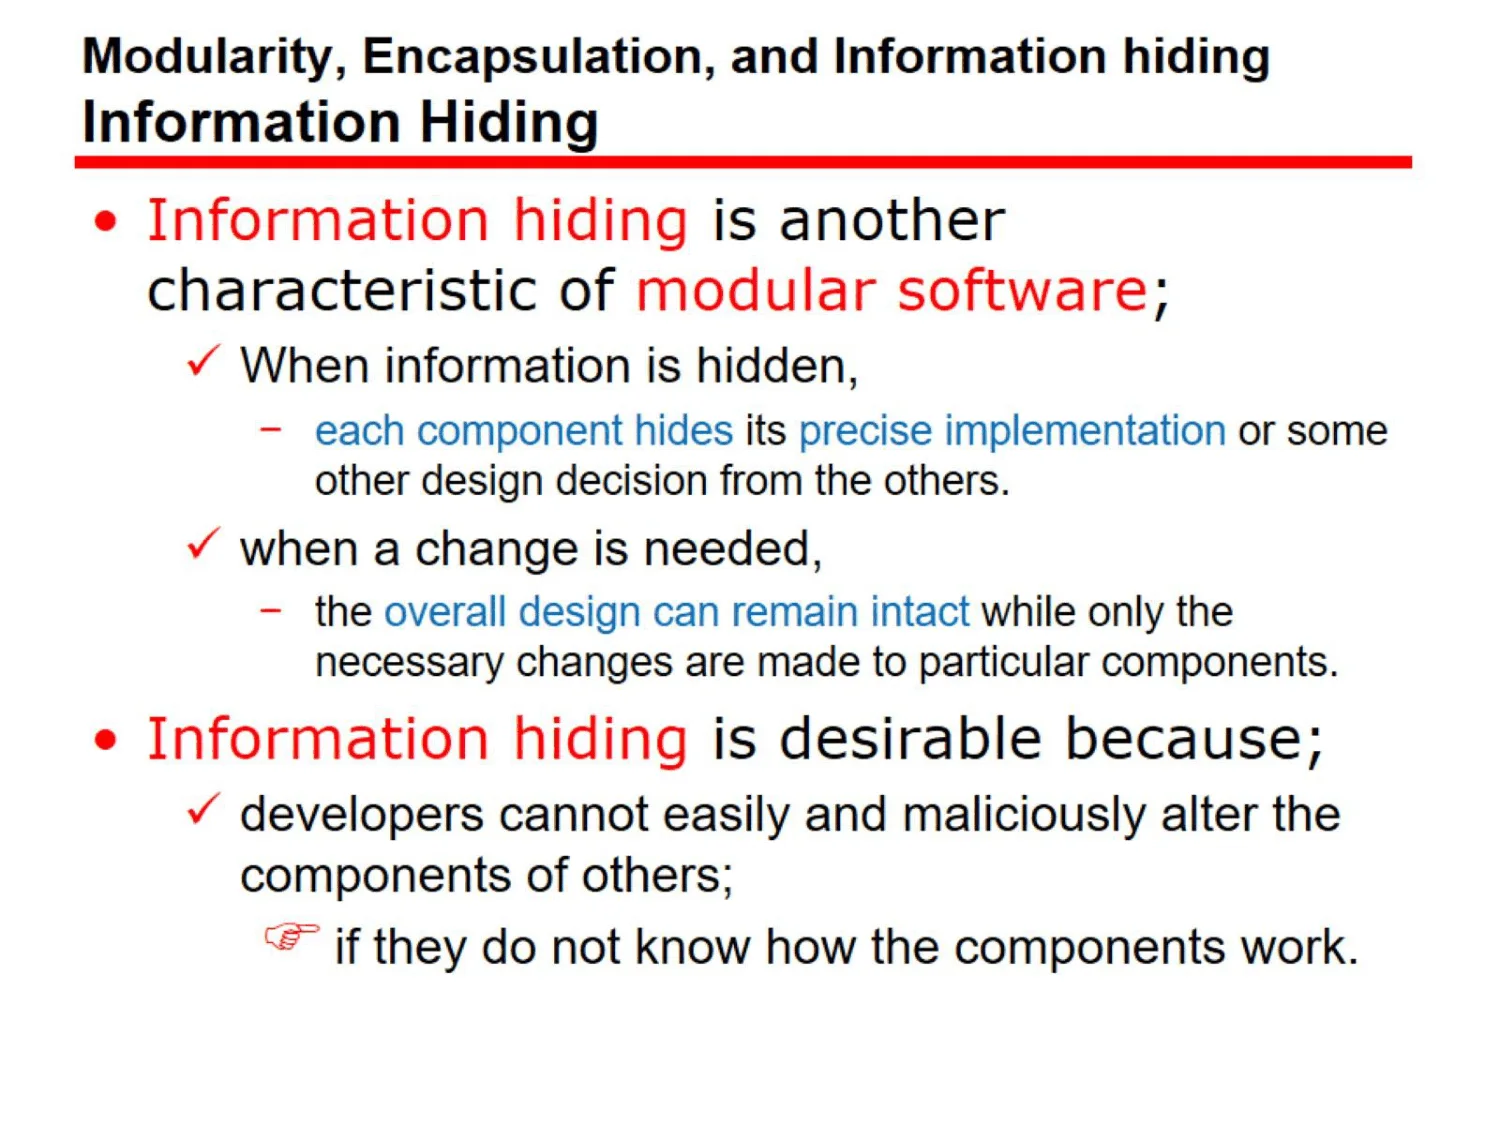 Modularity, Encapsulation, and Information hiding
Information Hiding
• Information hiding is another
characteristic of modular software;
✓ When information is hidden,
– each component hides its precise implementation or some
other design decision from the others.
✓ when a change is needed,
– the overall design can remain intact while only the
necessary changes are made to particular components.
• Information hiding is desirable because;
✓ developers cannot easily and maliciously alter the
components of others;
☞ if they do not know how the components work.